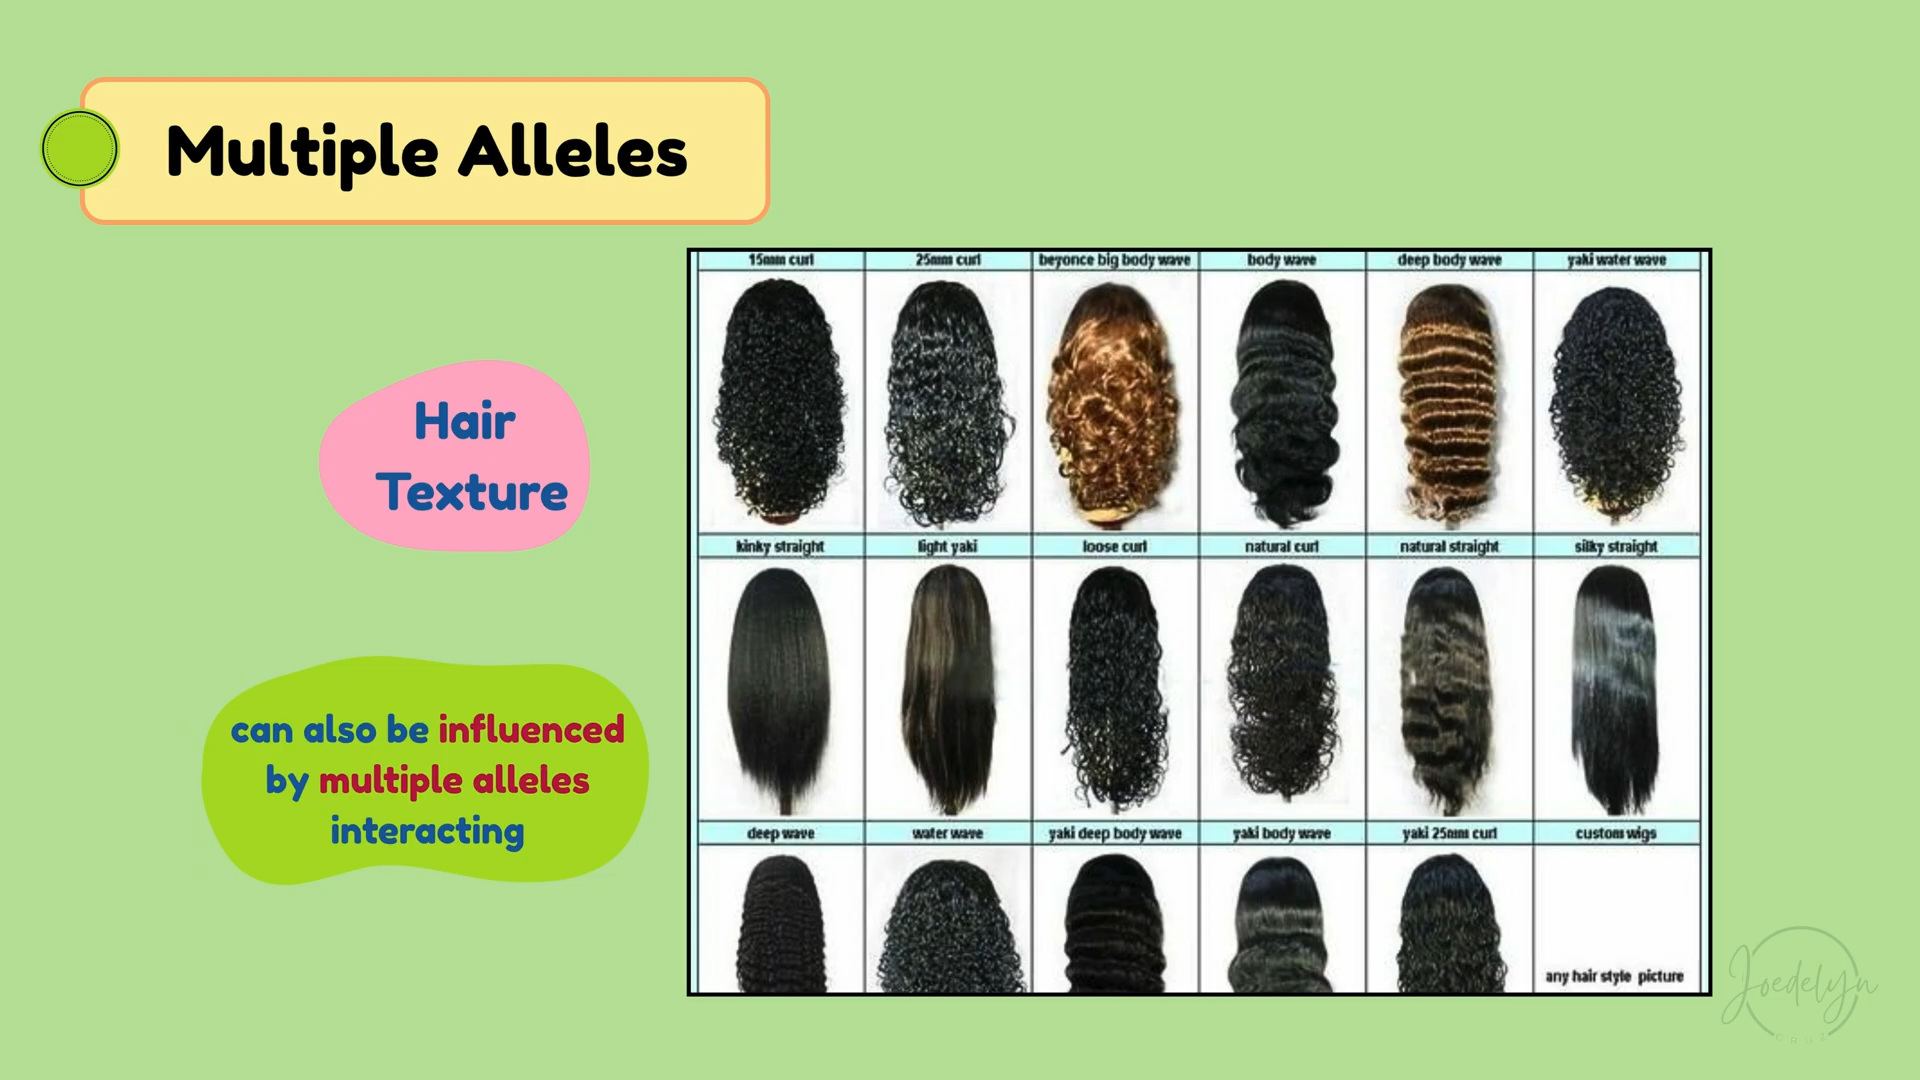 Multiple Alleles
Hair
Texture
can also be influenced
by multiple alleles
interacting
15mm curl
25mm curl
beyonce big body wave
body wave
deep body wave
yaki water wave
kinky straight
light yaki
loose curl
natural curl
natural straight
silky straight
deep wave
water wave
yaki deep body wave
yaki body wave
yaki 25mm curl
custom wigs
any hair style picture
Joedelyn
CRUZ